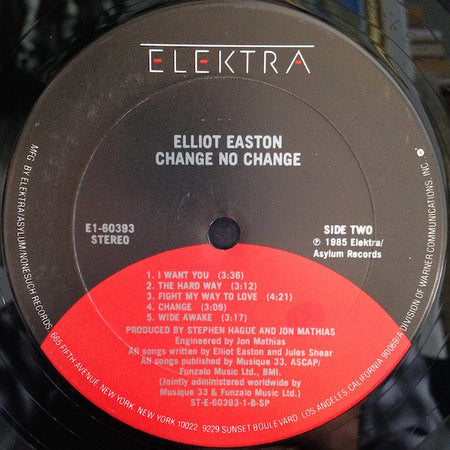 ELEKTRA
ELLIOT EASTON
CHANGE NO CHANGE
E1-60393
STEREO
SIDE TWO
℗ 1985 Elektra/
Asylum Records
1. I WANT YOU (3:36)
2. THE HARD WAY (3:12)
3. FIGHT MY WAY TO LOVE (4:21)
4. CHANGE (3:09)
5. WIDE AWAKE (3:17)
PRODUCED BY STEPHEN HAGUE AND JON MATHIAS
Engineered by Jon Mathias
All songs written by Elliot Easton and Jules Shear
All songs published by Musique 33, ASCAP/
Funzalo Music Ltd., BMI.
(Jointly administered worldwide by
Musique 33 & Funzalo Music Ltd.)
ST-E-60393-1-B-SP
MFG. BY ELEKTRA/ASYLUM/NONESUCH RECORDS, 665 FIFTH AVENUE, NEW YORK, NEW YORK 10022. 9229 SUNSET BOULEVARD, LOS ANGELES, CALIFORNIA 90069. A DIVISION OF WARNER COMMUNICATIONS, INC.